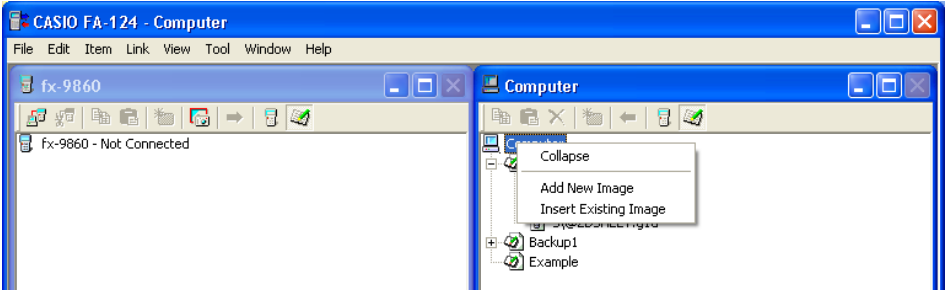 CASIO FA-124 - Computer
File Edit Item Link View Tool Window Help
fx-9860
fx-9860 - Not Connected
Computer
Computer
Collapse
Add New Image
Insert Existing Image
Backup1
Example